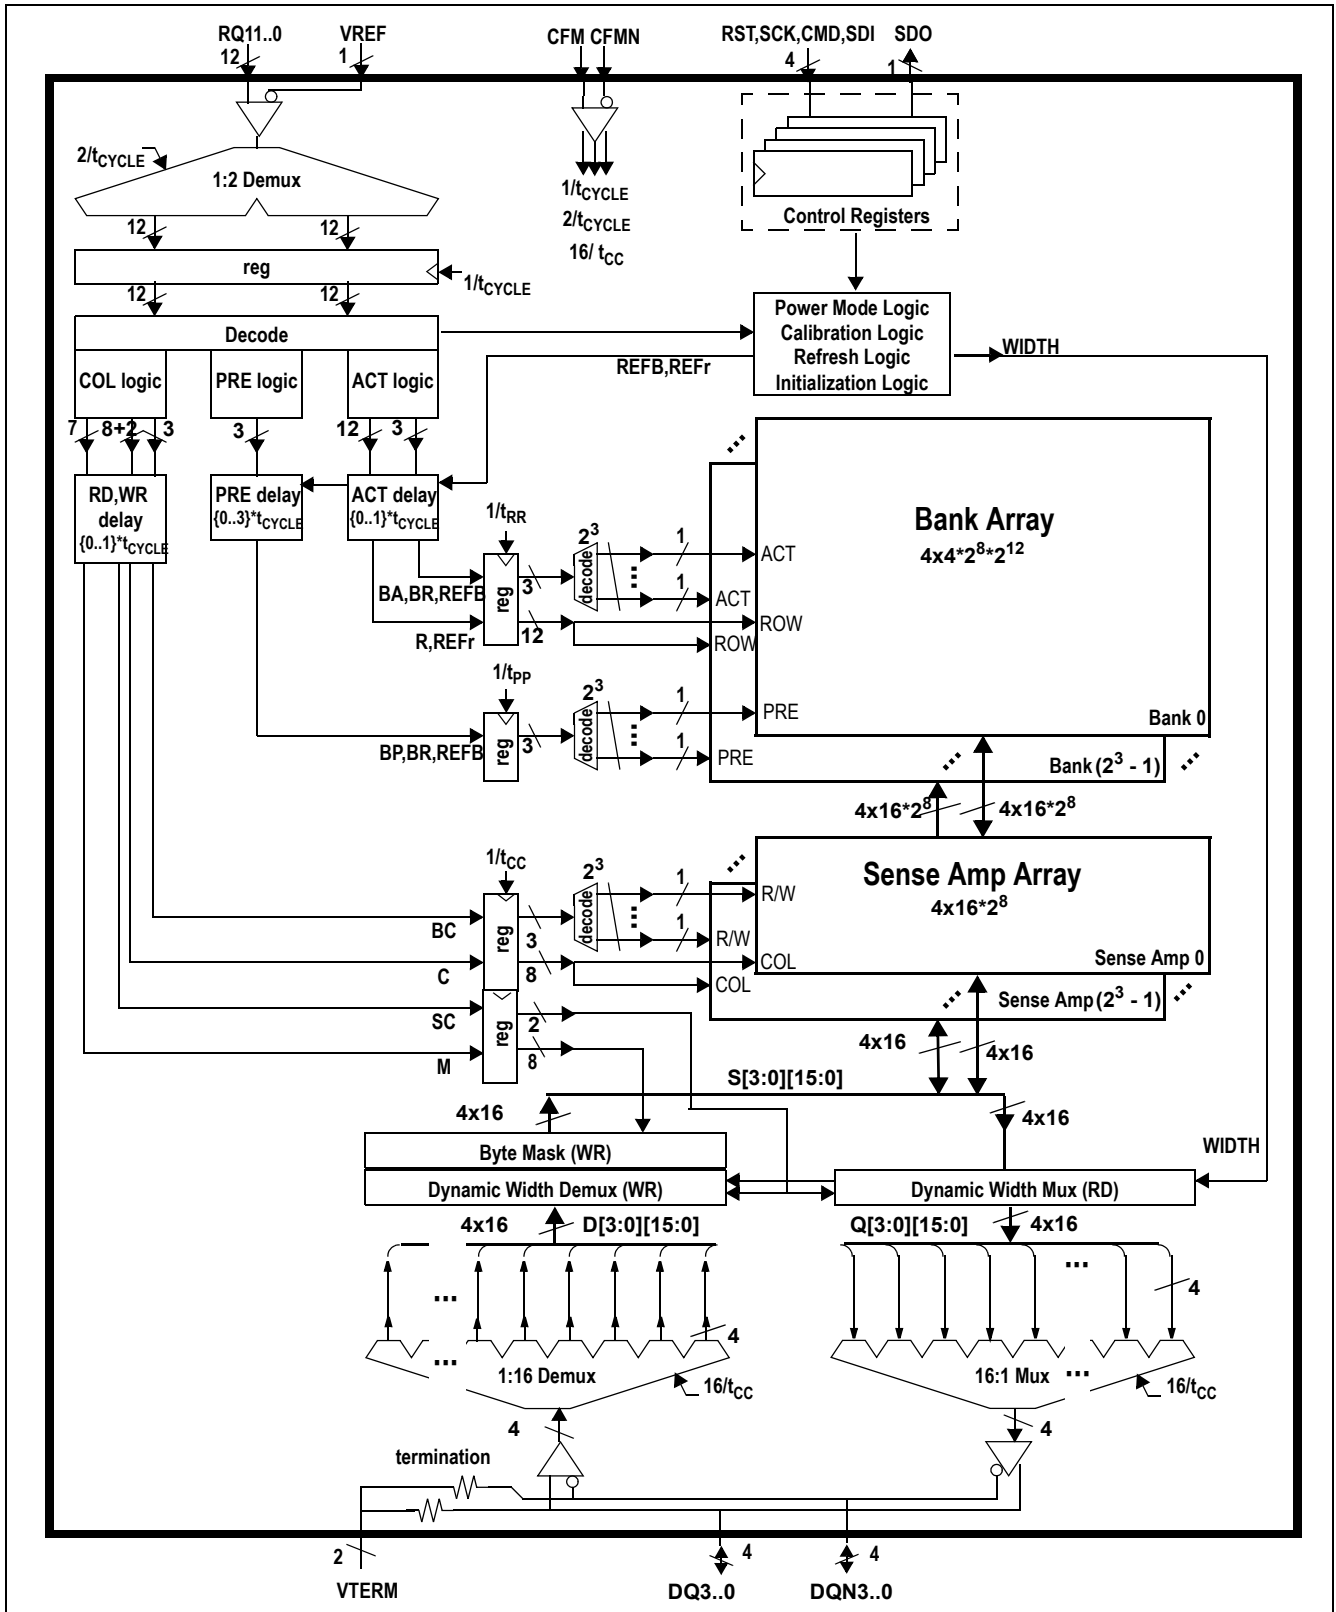 RQ11..0 VREF CFM CFMN RST,SCK,CMD,SDI SDO
12 1 4 1
2/tCYCLE
1:2 Demux
1/tCYCLE
2/tCYCLE
16/ tCC
Control Registers
12 12
reg
1/tCYCLE
12 12
Decode
Power Mode Logic
Calibration Logic
Refresh Logic
Initialization Logic
WIDTH
REFB,REFr
COL logic PRE logic ACT logic
7 8+2 3 3 12 3
RD,WR
delay
{0..1}*tCYCLE
PRE delay
{0..3}*tCYCLE
ACT delay
{0..1}*tCYCLE
1/tRR
2^3
1
reg
3
decode
ACT
1
ACT
BA,BR,REFB
R,REFr
12
ROW
ROW
Bank Array
4x4*2^8*2^12
1/tPP
2^3
1
reg
3
decode
PRE
1
PRE
BP,BR,REFB
Bank 0
Bank (2^3 - 1)
4x16*2^8 4x16*2^8
Sense Amp Array
4x16*2^8
1/tCC
2^3
1
reg
decode
R/W
BC
3
1
R/W
C
8
COL
COL
Sense Amp 0
Sense Amp (2^3 - 1)
SC
reg
2
M
8
4x16 4x16
S[3:0][15:0]
4x16 4x16
Byte Mask (WR)
WIDTH
Dynamic Width Demux (WR) Dynamic Width Mux (RD)
4x16 D[3:0][15:0] Q[3:0][15:0] 4x16
... ...
4 4
... ...
1:16 Demux 16:1 Mux
16/tCC 16/tCC
4 4
termination
2 4 4
VTERM DQ3..0 DQN3..0